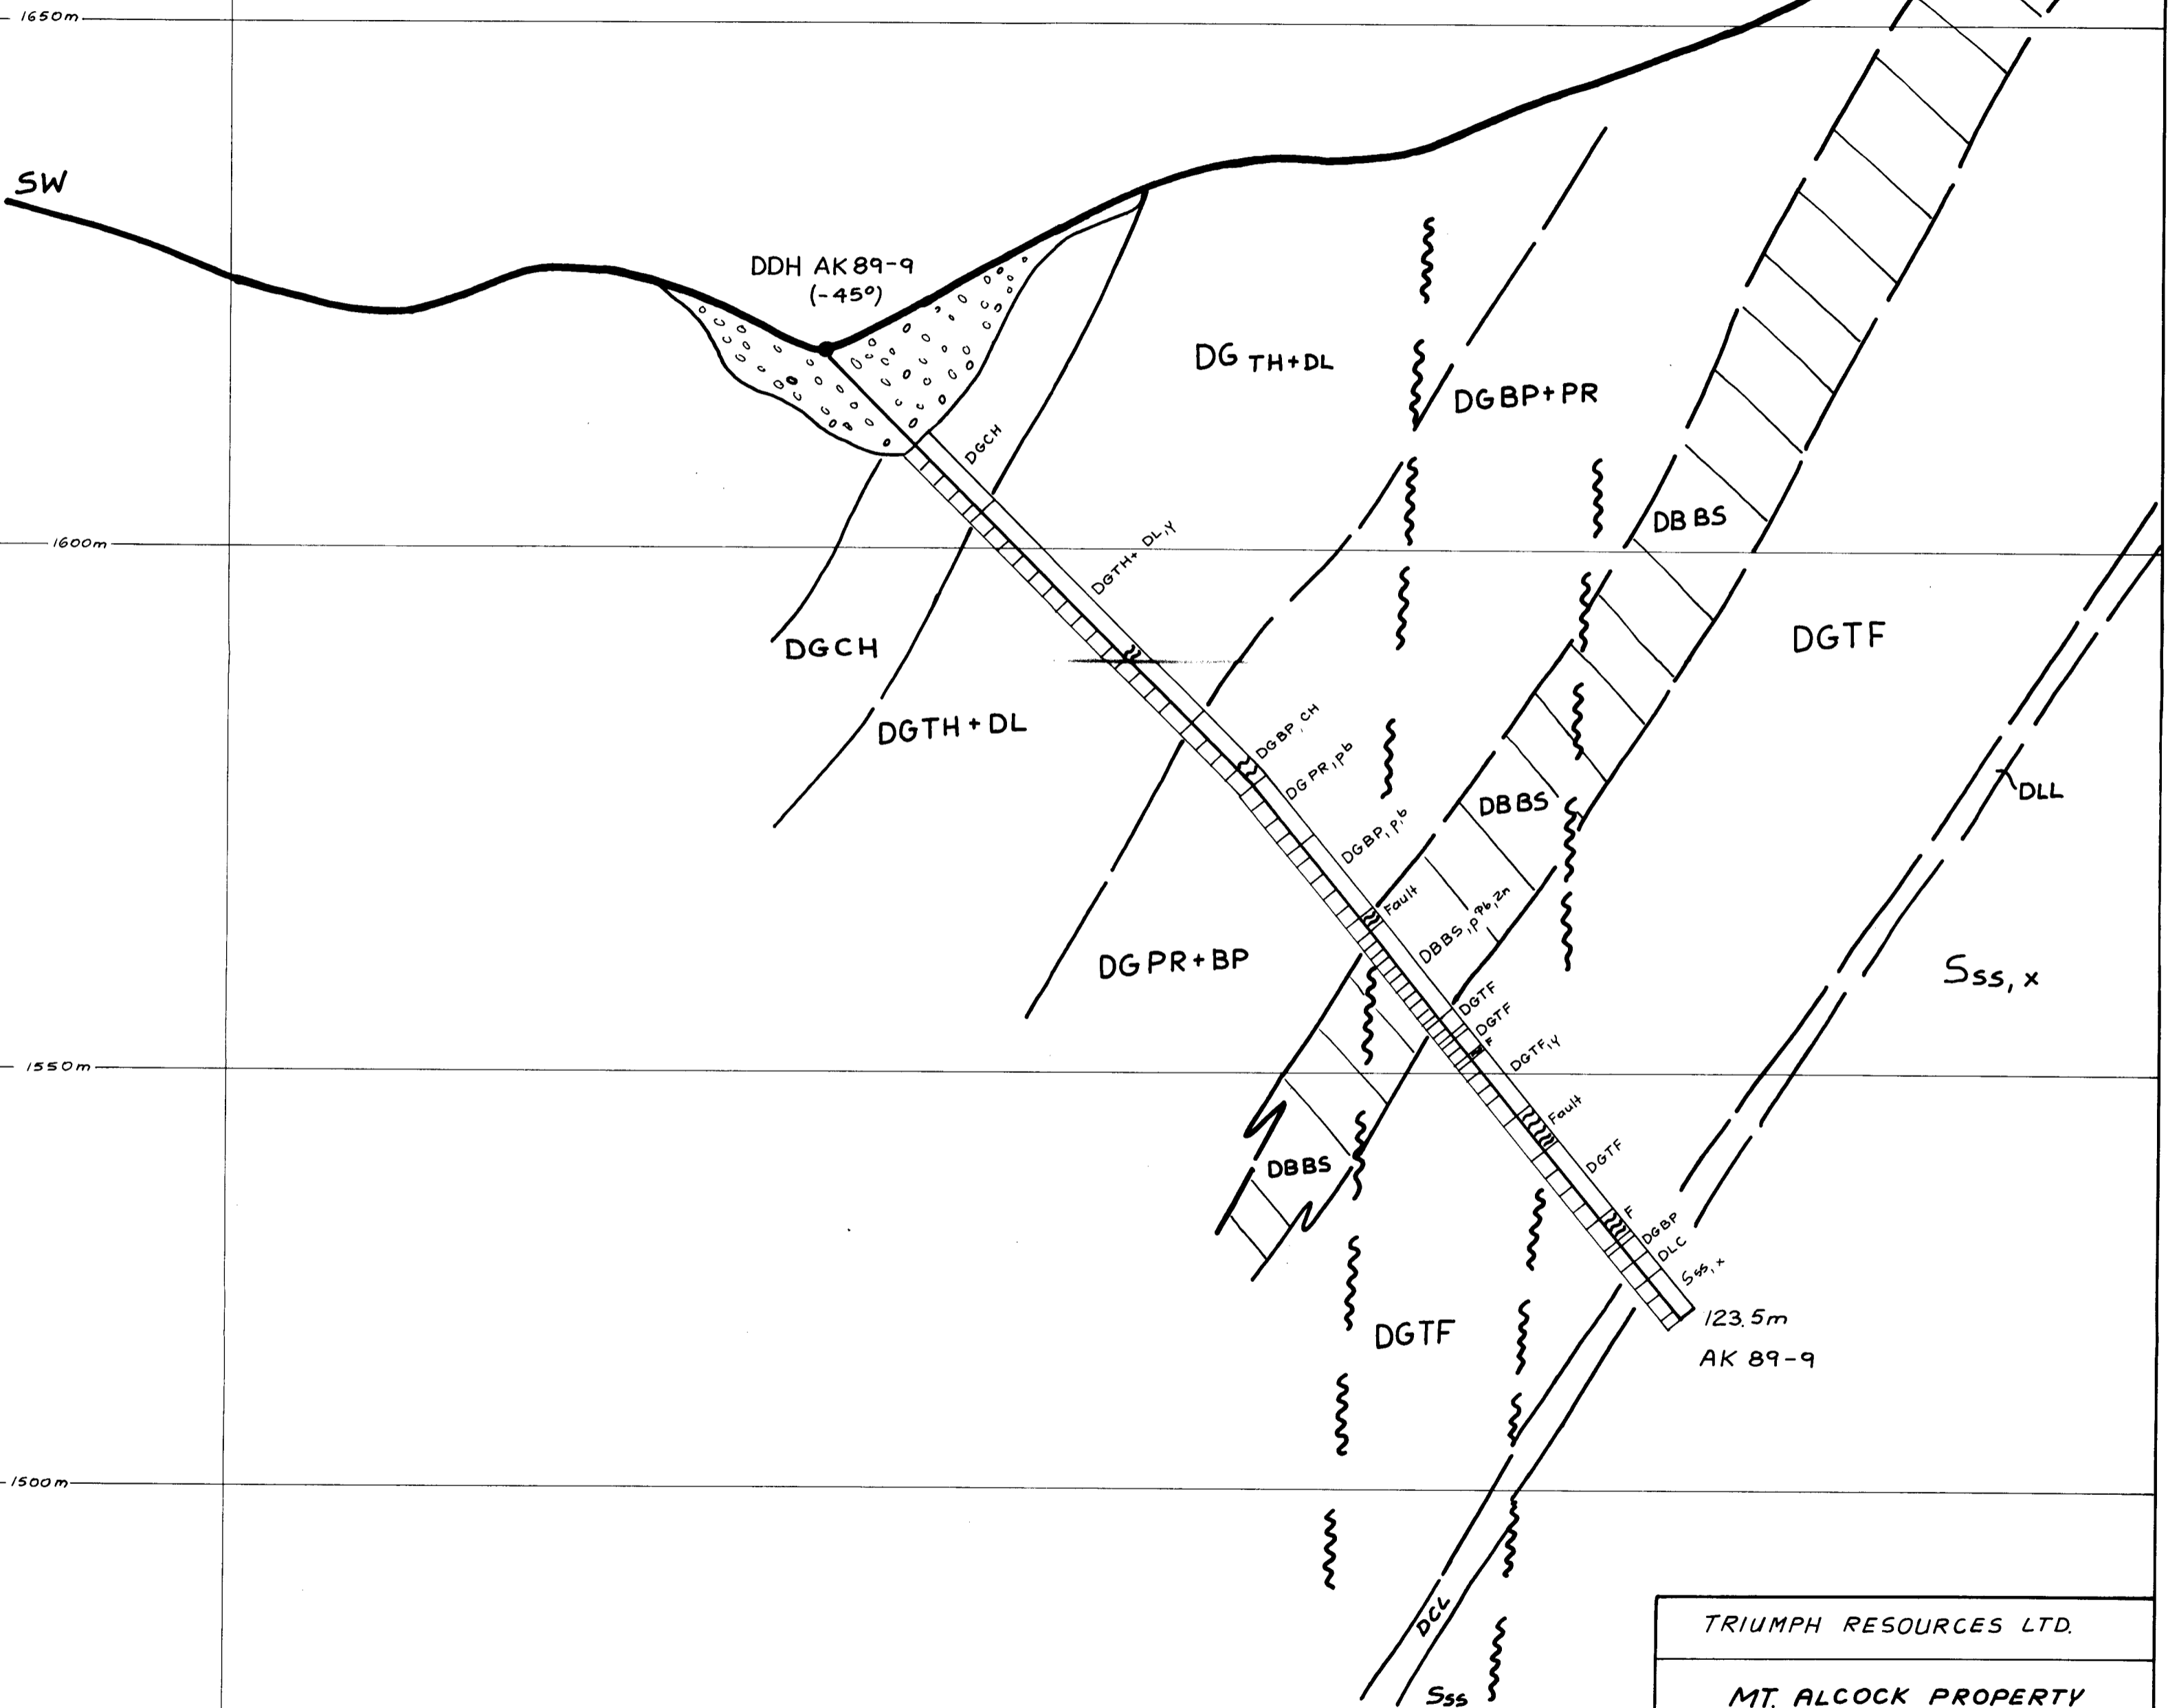 1650m
SW
DDH AK 89-9
(-45°)
DG TH+DL
DGBP+PR
DGCH
DBBS
1600m
DGTH+ DL,Y
DGTF
DGCH
DGTH+DL
DGBP,CH
DGPR,Pb
DLL
DBBS
DGBP,P,b
Fault
DBBS,P Pb,Zn
DGPR+BP
Sss,x
DGTF
DGTF
F
DGTF,Y
1550m
Fault
DBBS
DGTF
F
DGBP
DLC
Sss,x
123.5m
DGTF
AK 89-9
1500m
DCL
TRIUMPH RESOURCES LTD.
Sss
MT. ALCOCK PROPERTY